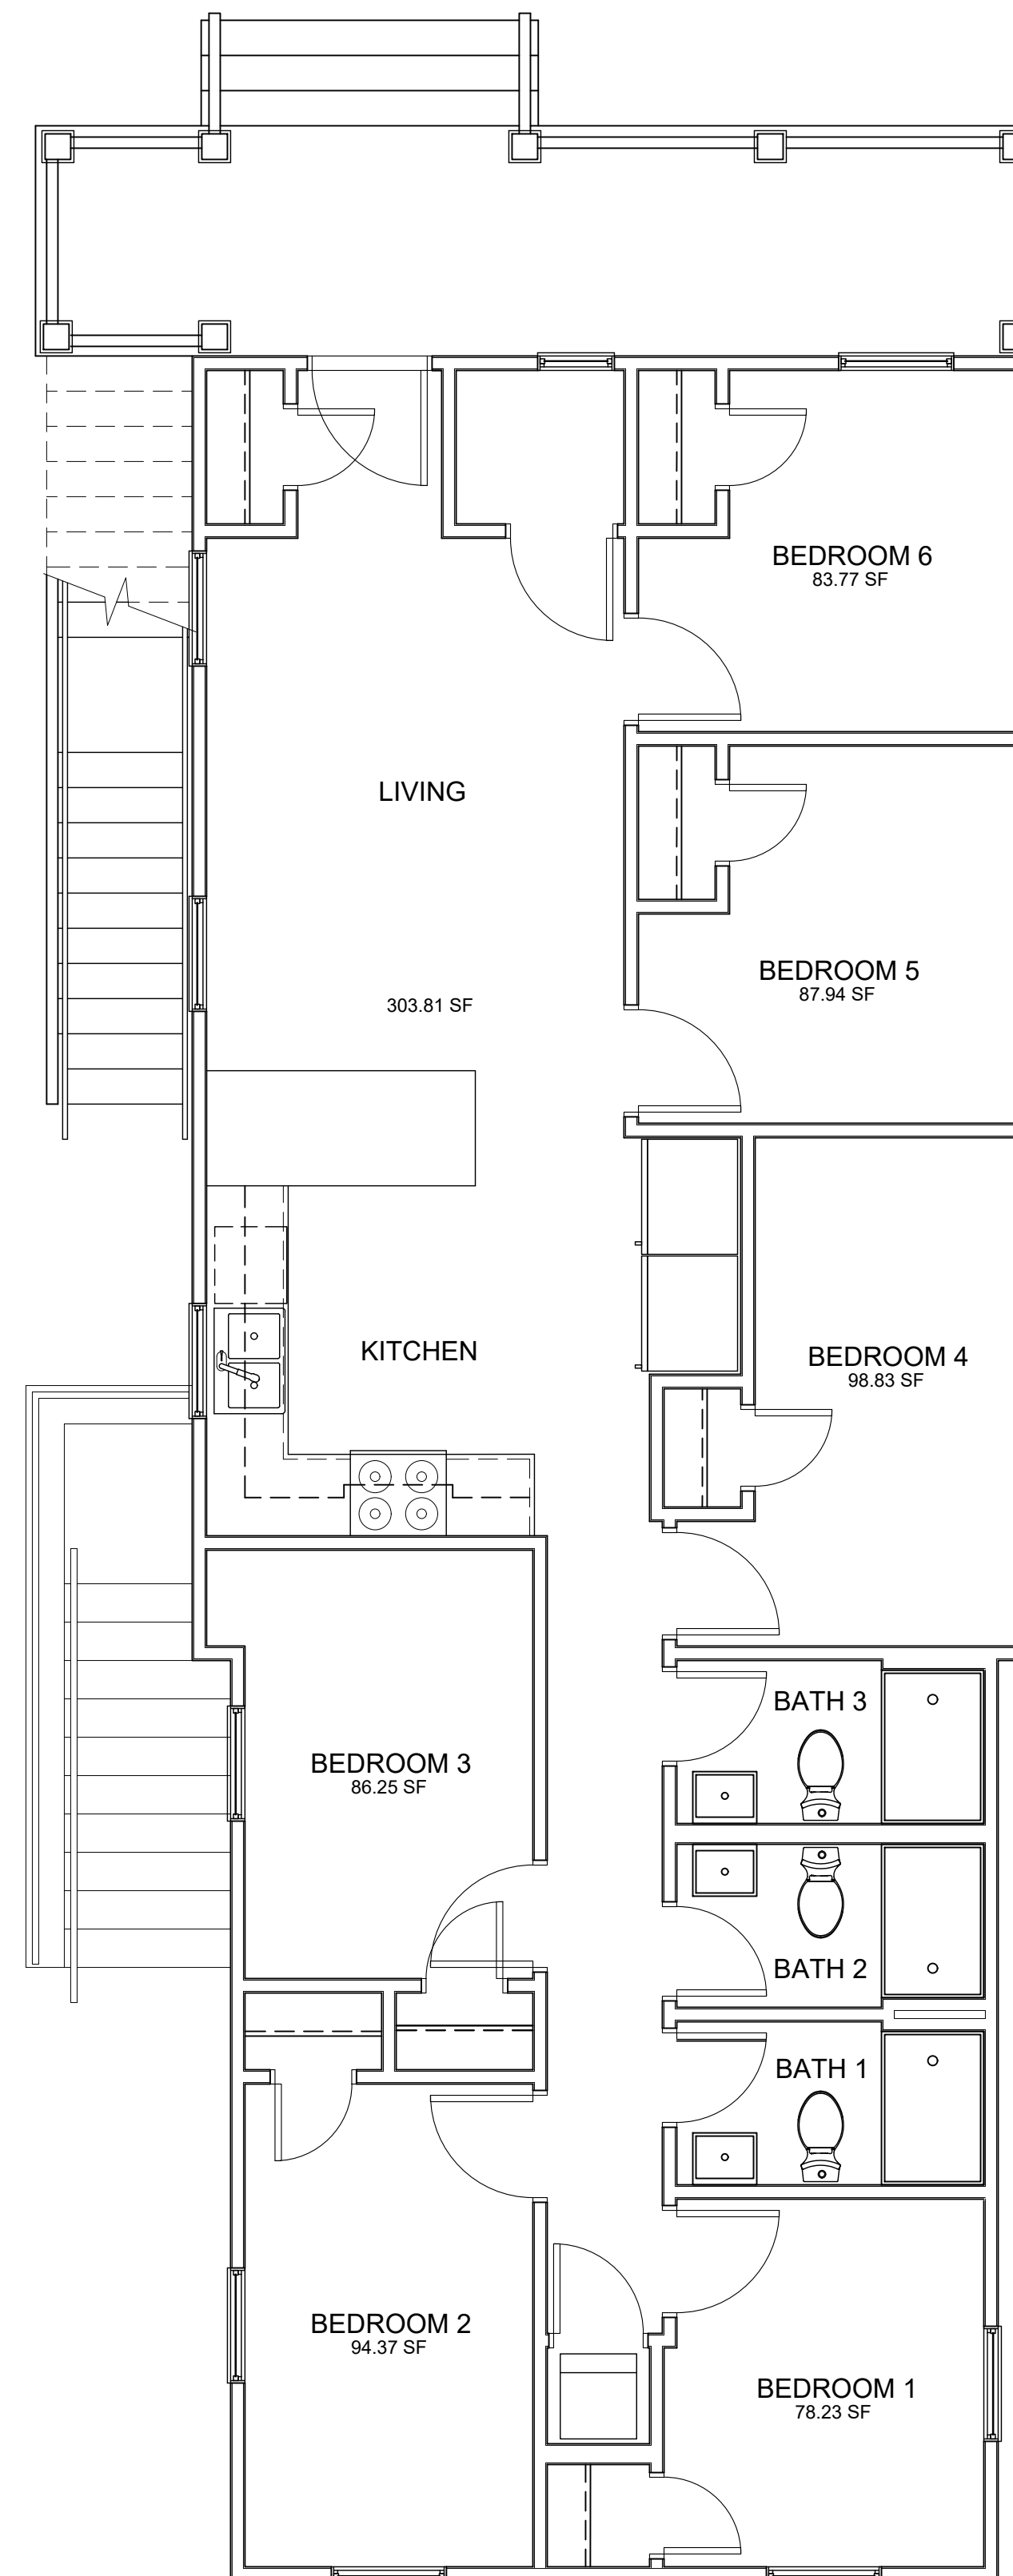 BEDROOM 6
83.77 SF
LIVING
BEDROOM 5
87.94 SF
303.81 SF
KITCHEN
BEDROOM 4
98.83 SF
BATH 3
BEDROOM 3
86.25 SF
BATH 2
BATH 1
BEDROOM 2
94.37 SF
BEDROOM 1
78.23 SF